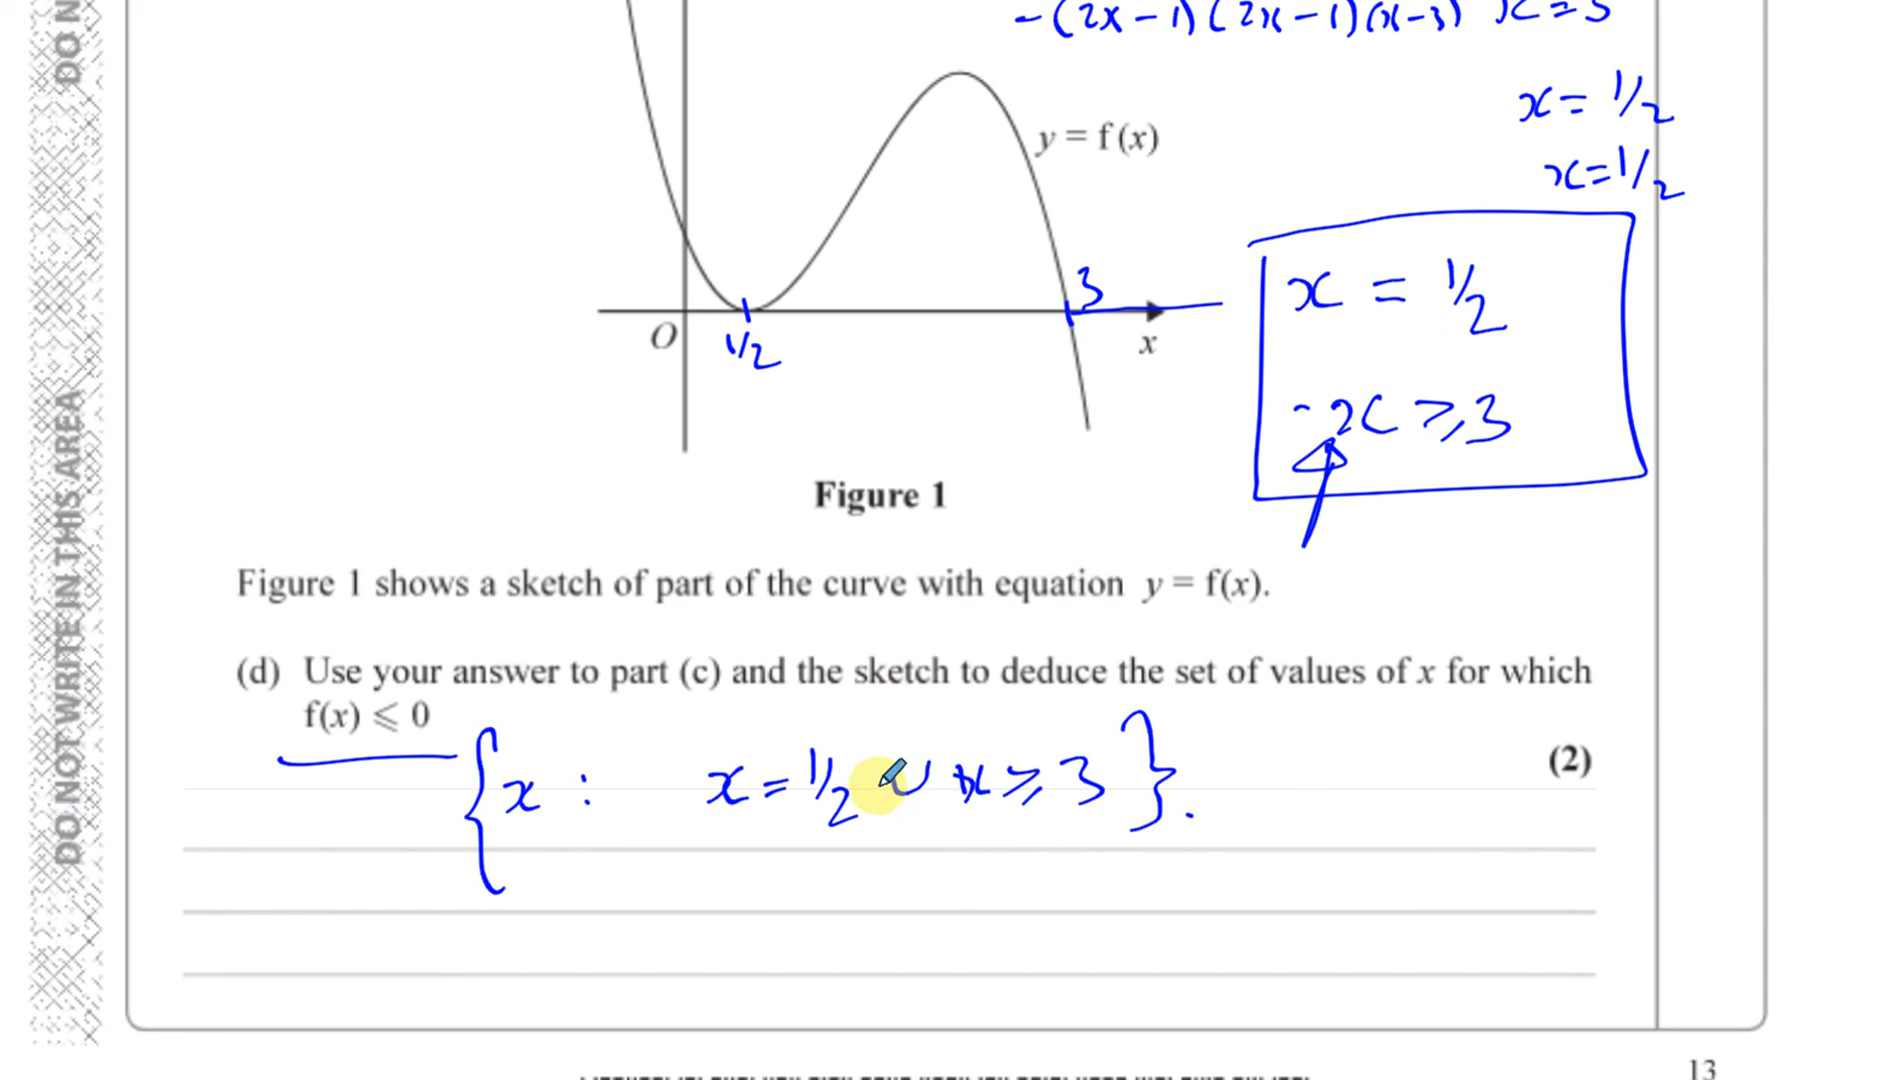 -(2x-1)(2x-1)(x-3) x=3
x= 1/2
x=1/2
y = f(x)
3
O
1/2
x
x = 1/2
x ⩾ 3
Figure 1
Figure 1 shows a sketch of part of the curve with equation y = f(x).
(d) Use your answer to part (c) and the sketch to deduce the set of values of x for which
f(x) ⩽ 0
(2)
{x : x = 1/2 ∪ x ⩾ 3}.
DO NOT WRITE IN THIS AREA
DO N
13